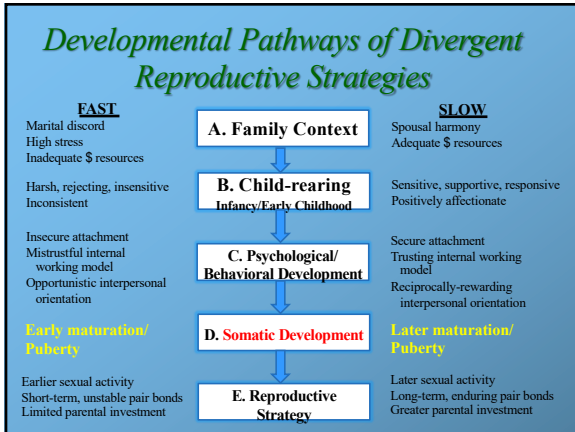 Developmental Pathways of Divergent
Reproductive Strategies
FAST
Marital discord
High stress
Inadequate $ resources
A. Family Context
SLOW
Spousal harmony
Adequate $ resources
Harsh, rejecting, insensitive
Inconsistent
B. Child-rearing
Infancy/Early Childhood
Sensitive, supportive, responsive
Positively affectionate
Insecure attachment
Mistrustful internal
working model
Opportunistic interpersonal
orientation
C. Psychological/
Behavioral Development
Secure attachment
Trusting internal working
model
Reciprocally-rewarding
interpersonal orientation
Early maturation/
Puberty
D. Somatic Development
Later maturation/
Puberty
Earlier sexual activity
Short-term, unstable pair bonds
Limited parental investment
E. Reproductive
Strategy
Later sexual activity
Long-term, enduring pair bonds
Greater parental investment